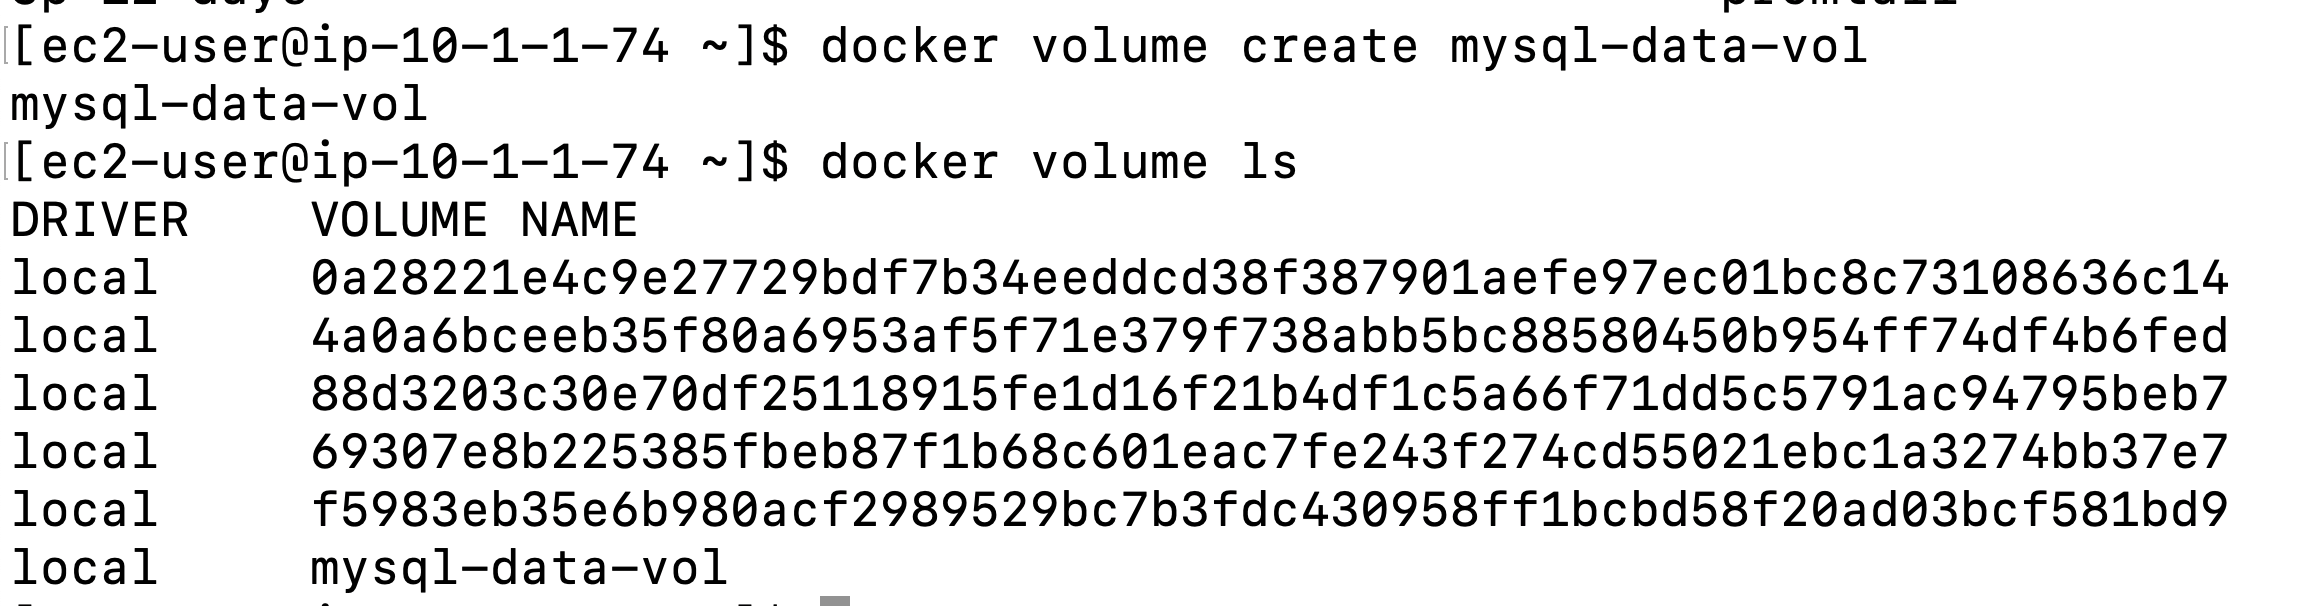 [ec2-user@ip-10-1-1-74 ~]$ docker volume create mysql-data-vol
mysql-data-vol
[ec2-user@ip-10-1-1-74 ~]$ docker volume ls
DRIVER    VOLUME NAME
local     0a28221e4c9e27729bdf7b34eeddcd38f387901aefe97ec01bc8c73108636c14
local     4a0a6bceeb35f80a6953af5f71e379f738abb5bc88580450b954ff74df4b6fed
local     88d3203c30e70df25118915fe1d16f21b4df1c5a66f71dd5c5791ac94795beb7
local     69307e8b225385fbeb87f1b68c601eac7fe243f274cd55021ebc1a3274bb37e7
local     f5983eb35e6b980acf2989529bc7b3fdc430958ff1bcbd58f20ad03bcf581bd9
local     mysql-data-vol